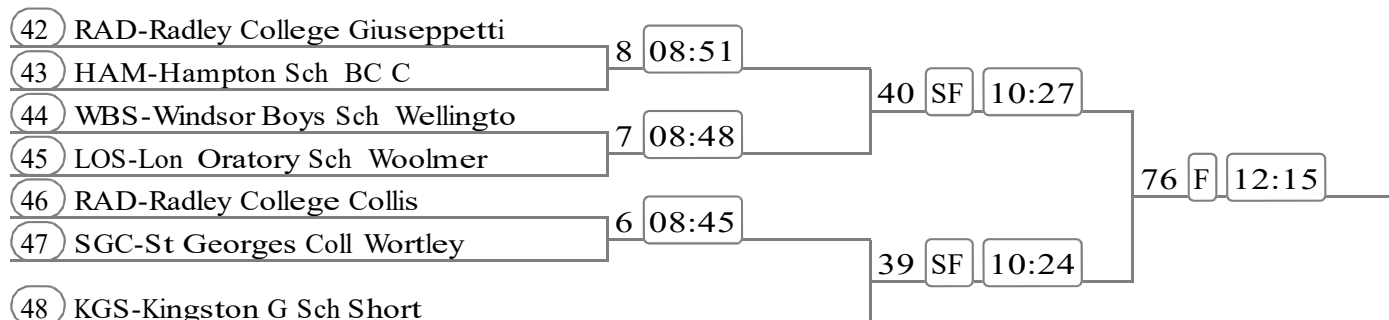 42 RAD-Radley College Giuseppetti
8 08:51
43 HAM-Hampton Sch BC C
40 SF 10:27
44 WBS-Windsor Boys Sch Wellingto
7 08:48
45 LOS-Lon Oratory Sch Woolmer
76 F 12:15
46 RAD-Radley College Collis
6 08:45
47 SGC-St Georges Coll Wortley
39 SF 10:24
48 KGS-Kingston G Sch Short